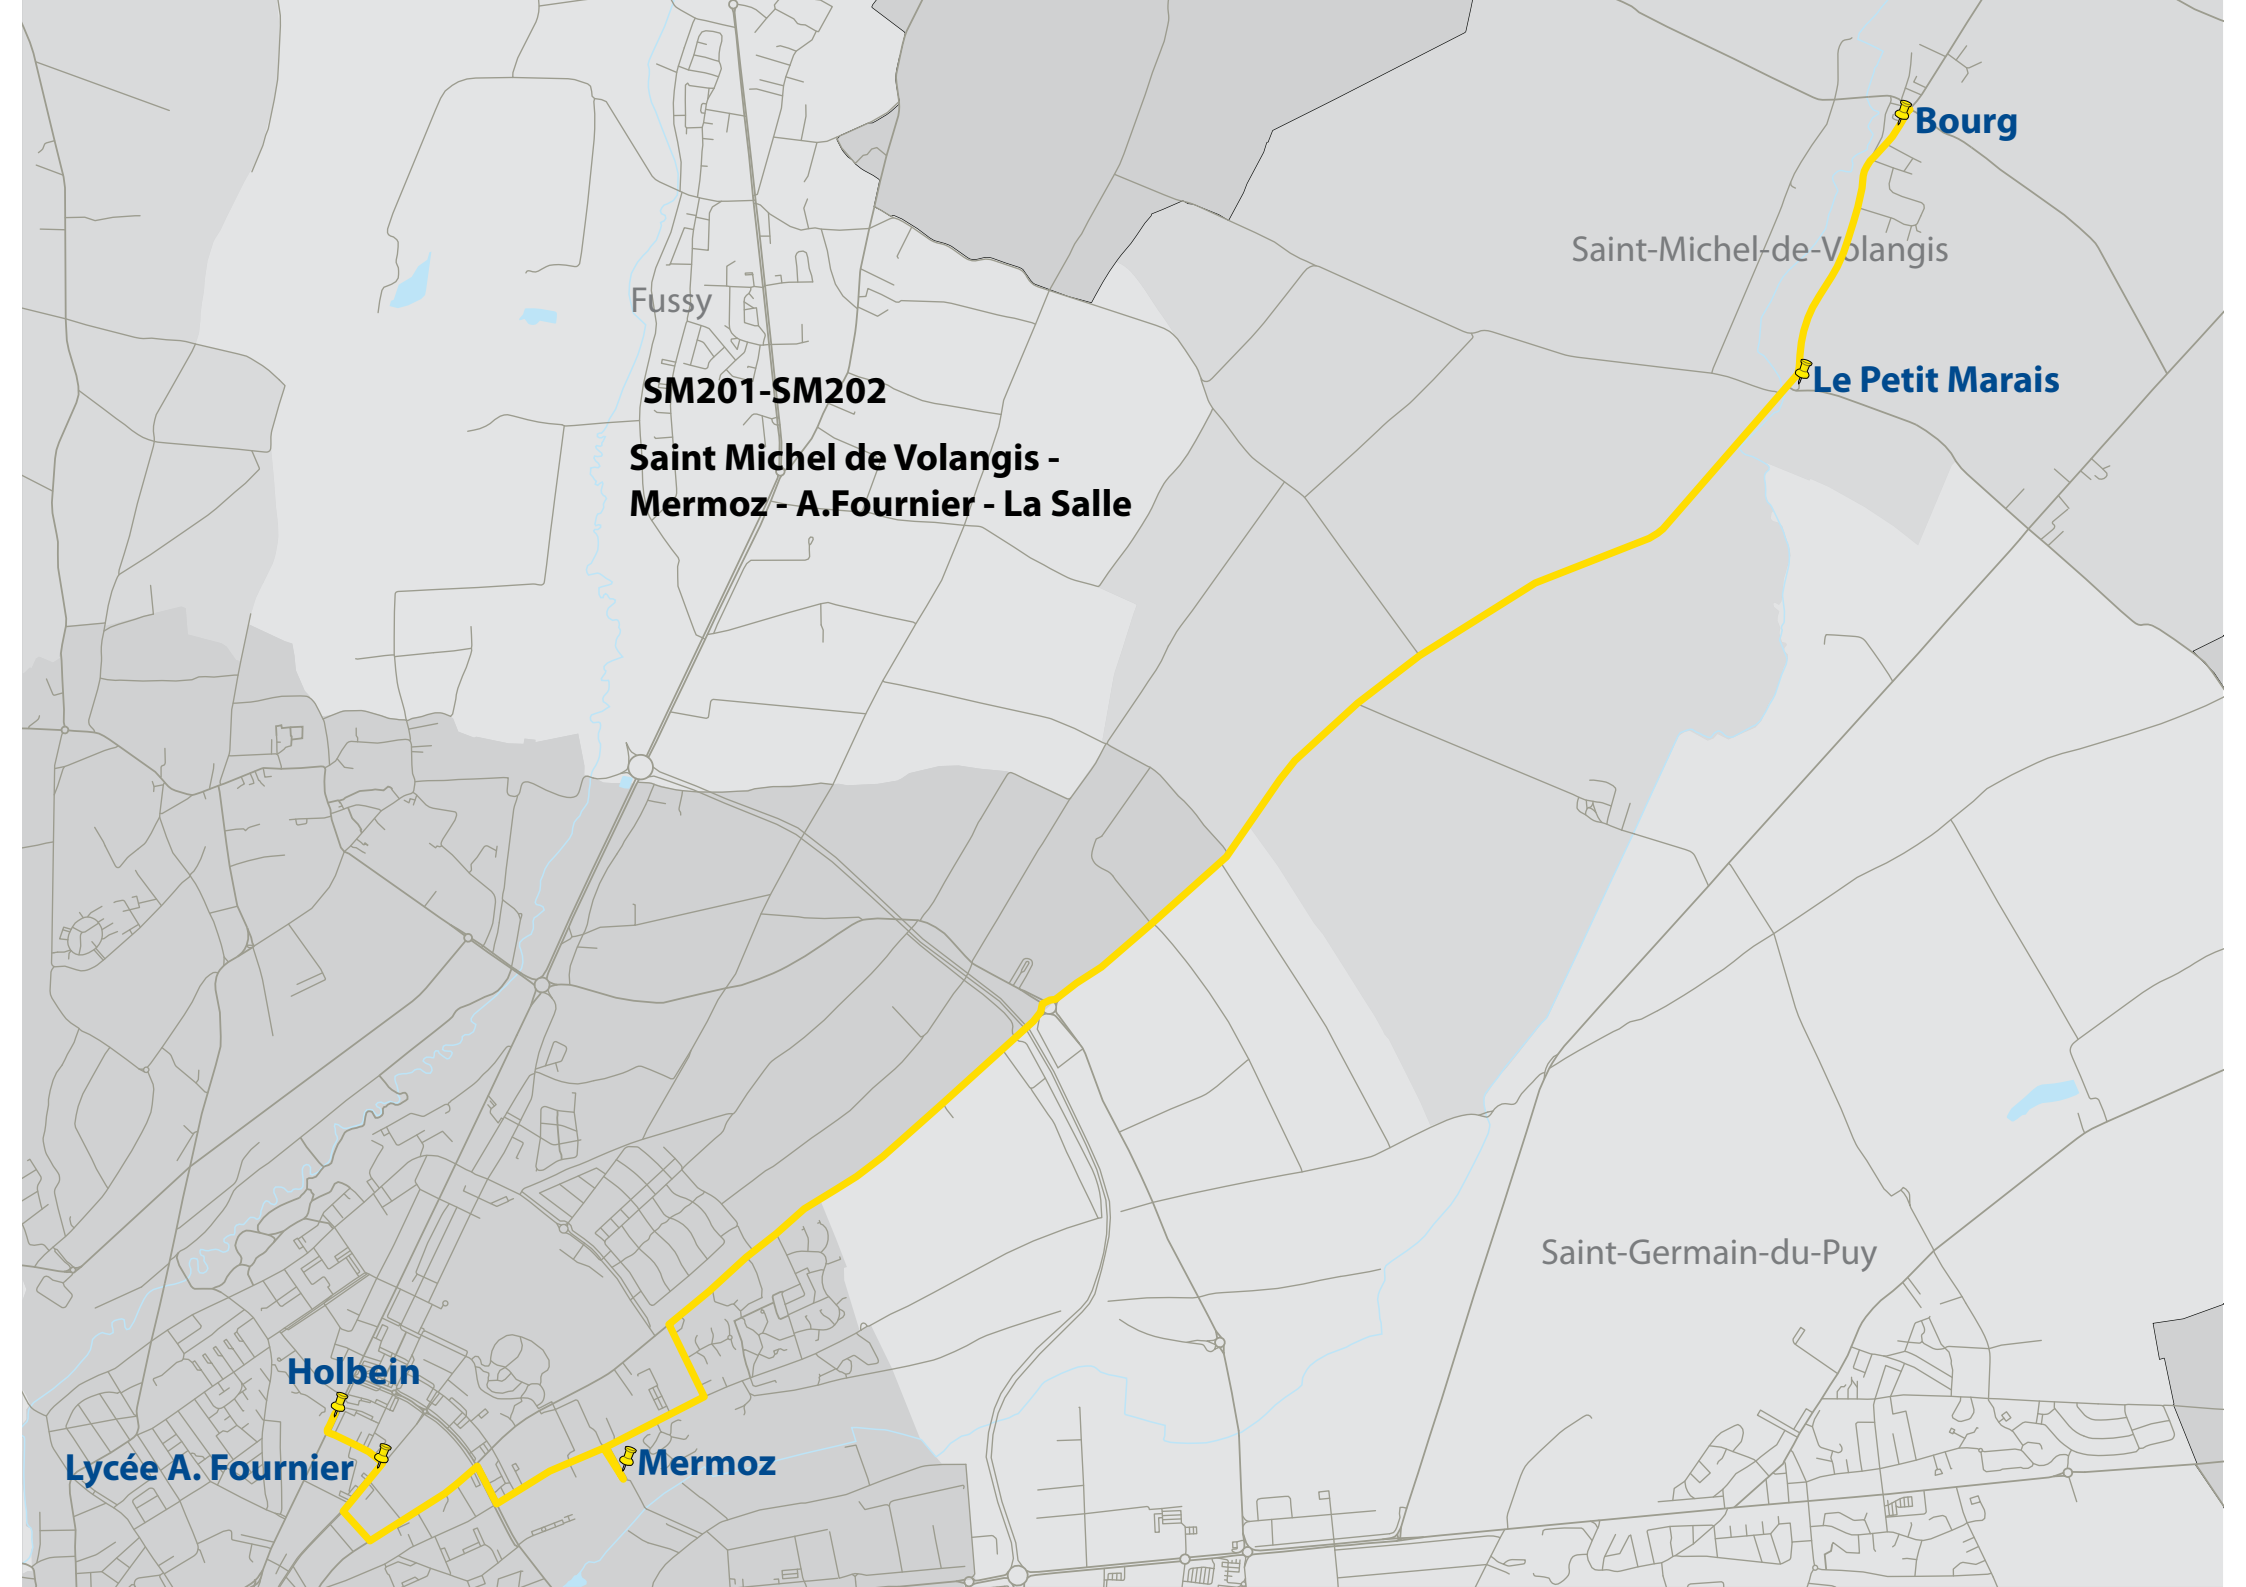 Bourg
Saint-Michel-de-Volangis
Fussy
Le Petit Marais
SM201-SM202
Saint Michel de Volangis -
Mermoz - A.Fournier - La Salle
Saint-Germain-du-Puy
Holbein
Lycée A. Fournier
Mermoz